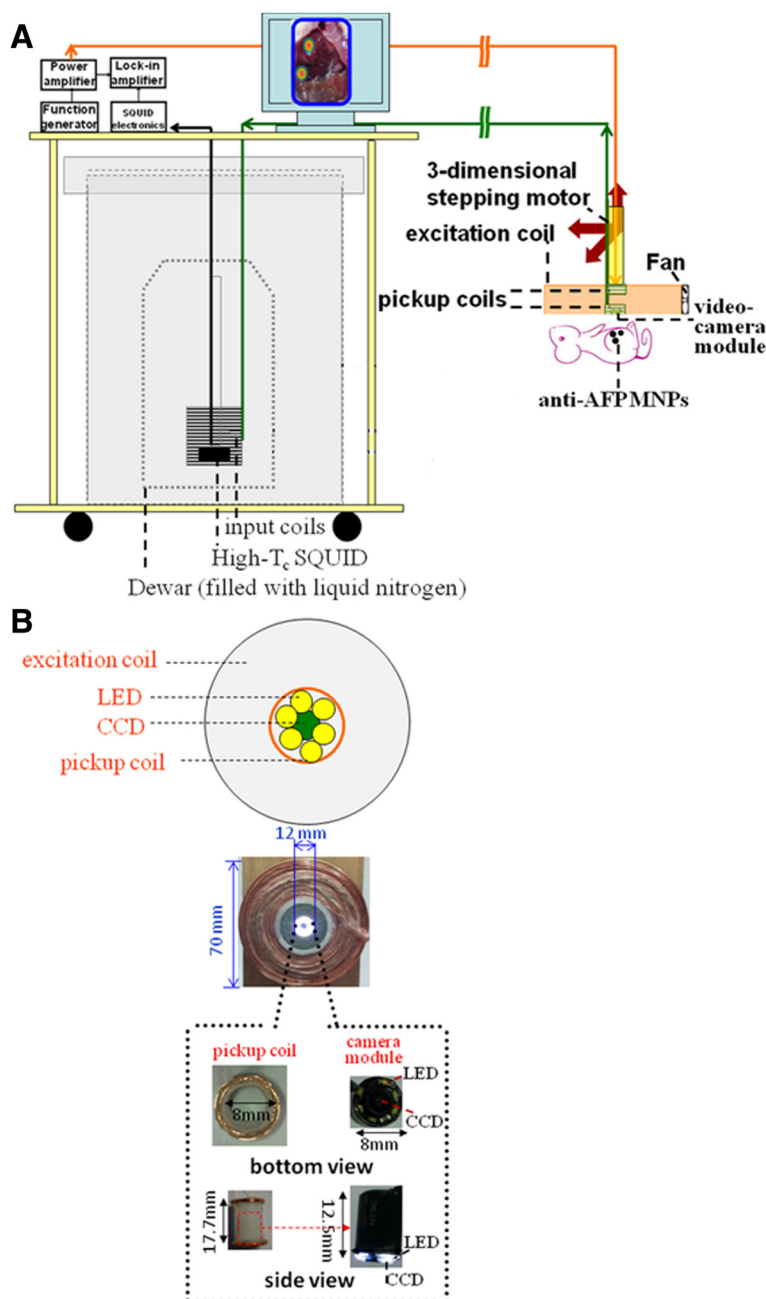 A
Power
amplifier
Lock-in
amplifier
Function
generator
SQUID
electronics
3-dimensional
stepping motor
excitation coil
Fan
pickup coils
video-
camera
module
anti-AFPMNPs
input coils
High-Tc SQUID
Dewar (filled with liquid nitrogen)
B
excitation coil
LED
CCD
pickup coil
12 mm
70 mm
pickup coil
camera
module
LED
8mm
CCD
8mm
bottom view
17.7mm
12.5mm
LED
CCD
side view